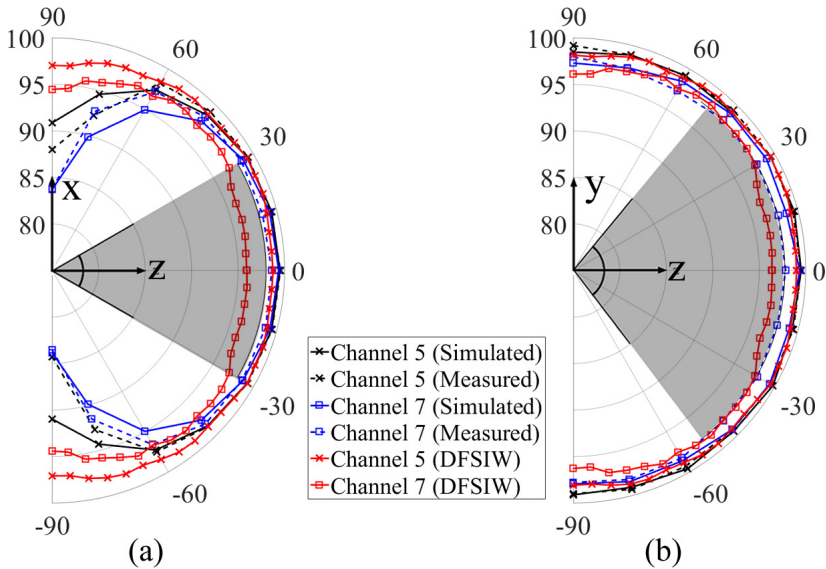 90
100
60
95
90
30
85
x
80
z
0
-30
-60
-90
(a)
90
100
60
95
90
30
85
y
80
z
0
-30
-60
-90
(b)
Channel 5 (Simulated)
Channel 5 (Measured)
Channel 7 (Simulated)
Channel 7 (Measured)
Channel 5 (DFSIW)
Channel 7 (DFSIW)